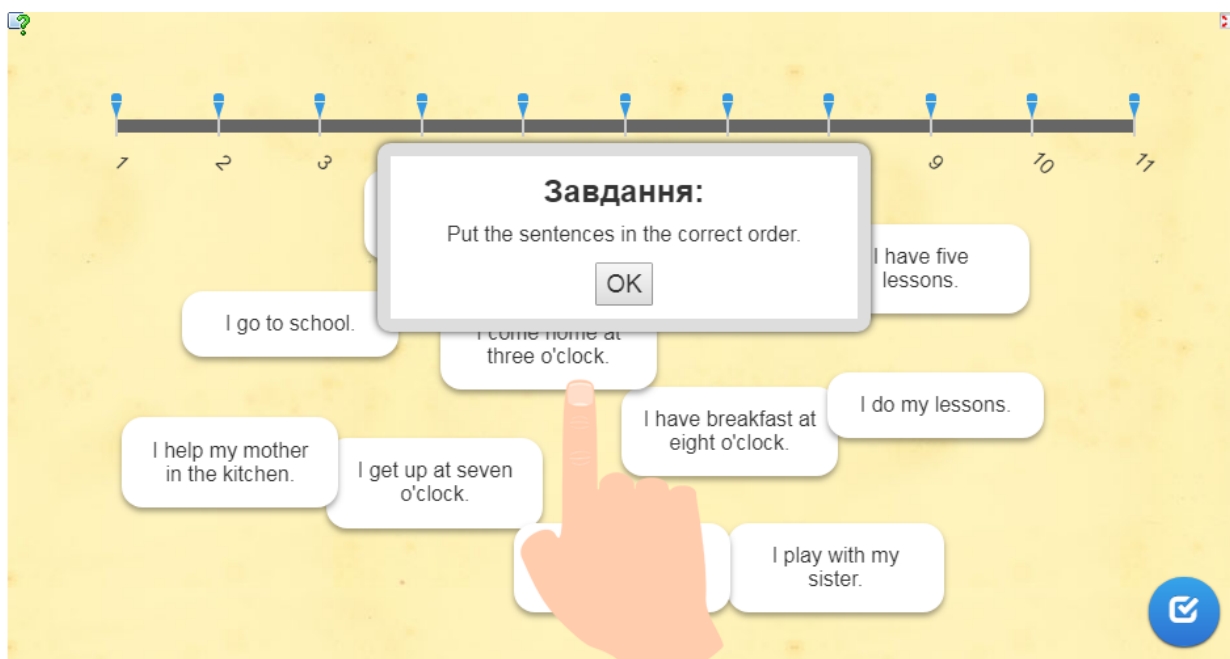 1 2 3 9 10 11
Завдання:
Put the sentences in the correct order.
OK
I have five
lessons.
I go to school.
I come home at
three o'clock.
I do my lessons.
I have breakfast at
eight o'clock.
I help my mother
in the kitchen.
I get up at seven
o'clock.
I play with my
sister.